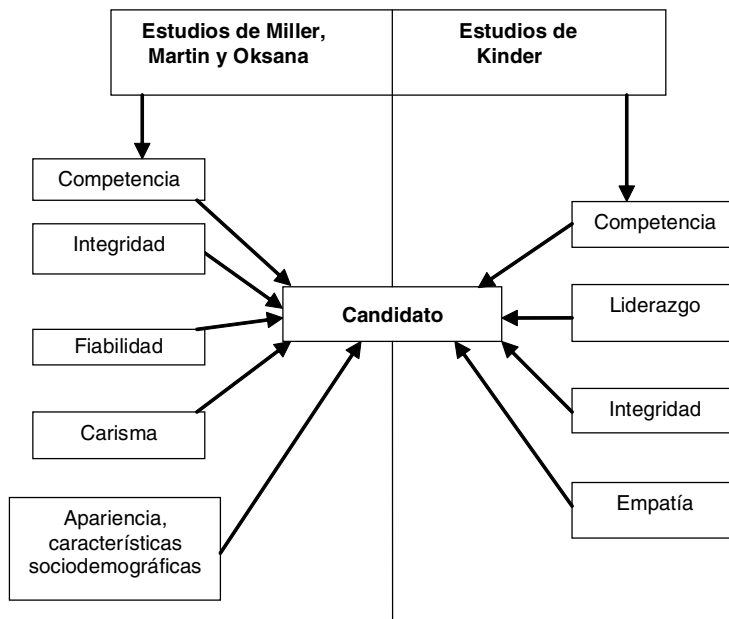 Estudios de Miller,
Martin y Oksana
Estudios de
Kinder
Competencia
Integridad
Fiabilidad
Carisma
Apariencia,
características
sociodemográficas
Candidato
Competencia
Liderazgo
Integridad
Empatía